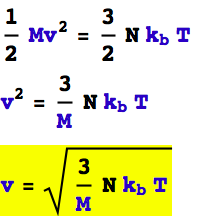 1/2 Mv² = 3/2 N k_b T
v² = 3/M N k_b T
v = √(3/M N k_b T)